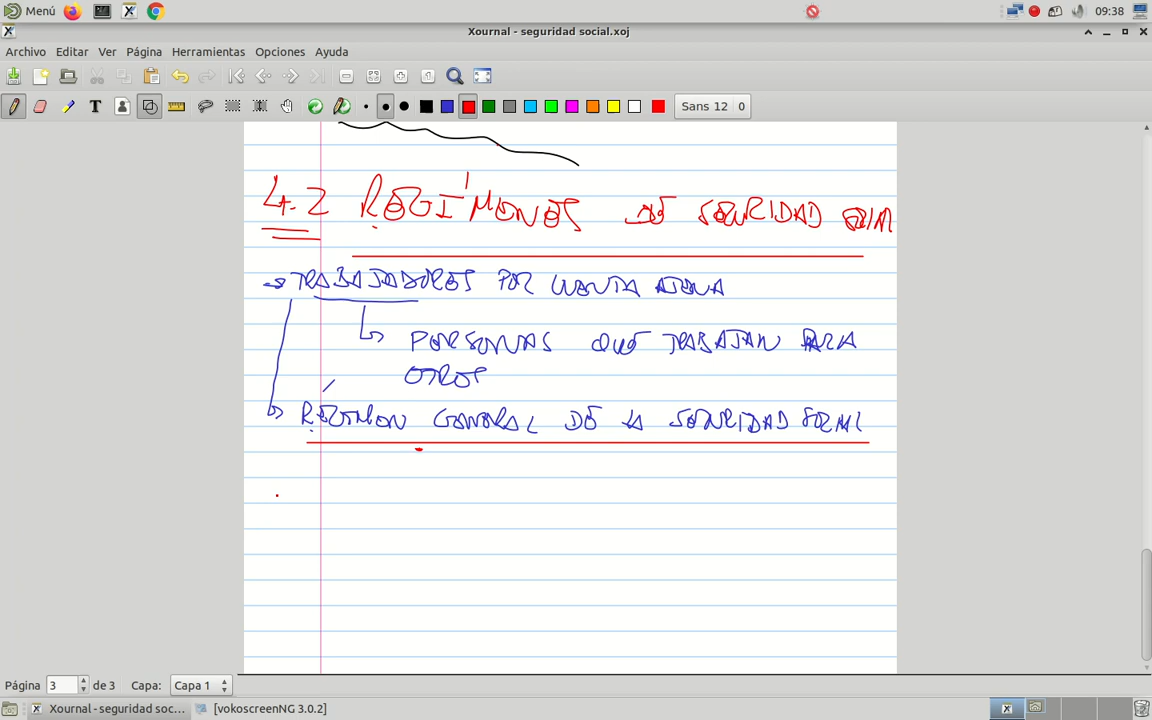 Menú 09:38
Xournal - seguridad social.xoj
Archivo Editar Ver Página Herramientas Opciones Ayuda
T Sans 12 0
4.2 REGÍMENES DE SEGURIDAD SOCIAL
→ TRABAJADORES POR CUENTA AJENA
↳ PERSONAS QUE TRABAJAN PARA
OTROS
↳ RÉGIMEN GENERAL DE LA SEGURIDAD SOCIAL
Página 3 de 3 Capa: Capa 1
Xournal - seguridad soc... [vokoscreenNG 3.0.2]